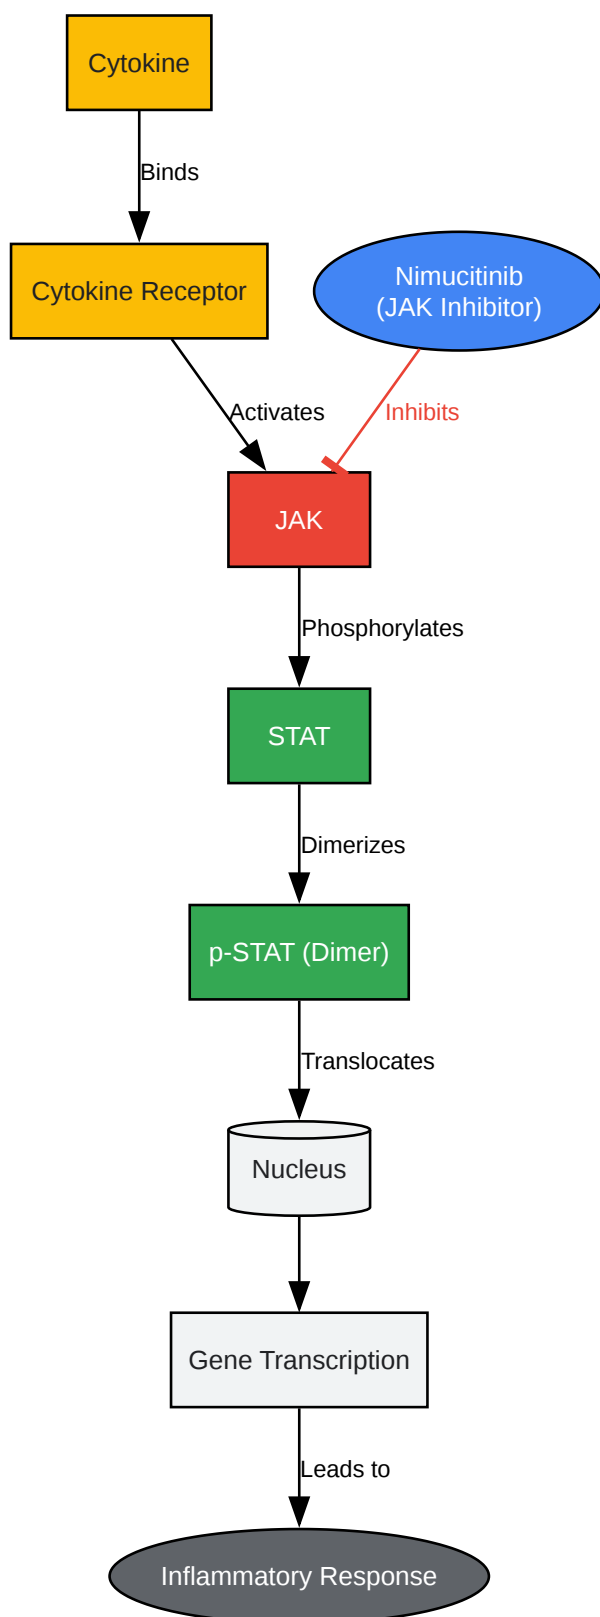 Cytokine
Binds
Cytokine Receptor
Nimucitinib
(JAK Inhibitor)
Activates
Inhibits
JAK
Phosphorylates
STAT
Dimerizes
p-STAT (Dimer)
Translocates
Nucleus
Gene Transcription
Leads to
Inflammatory Response